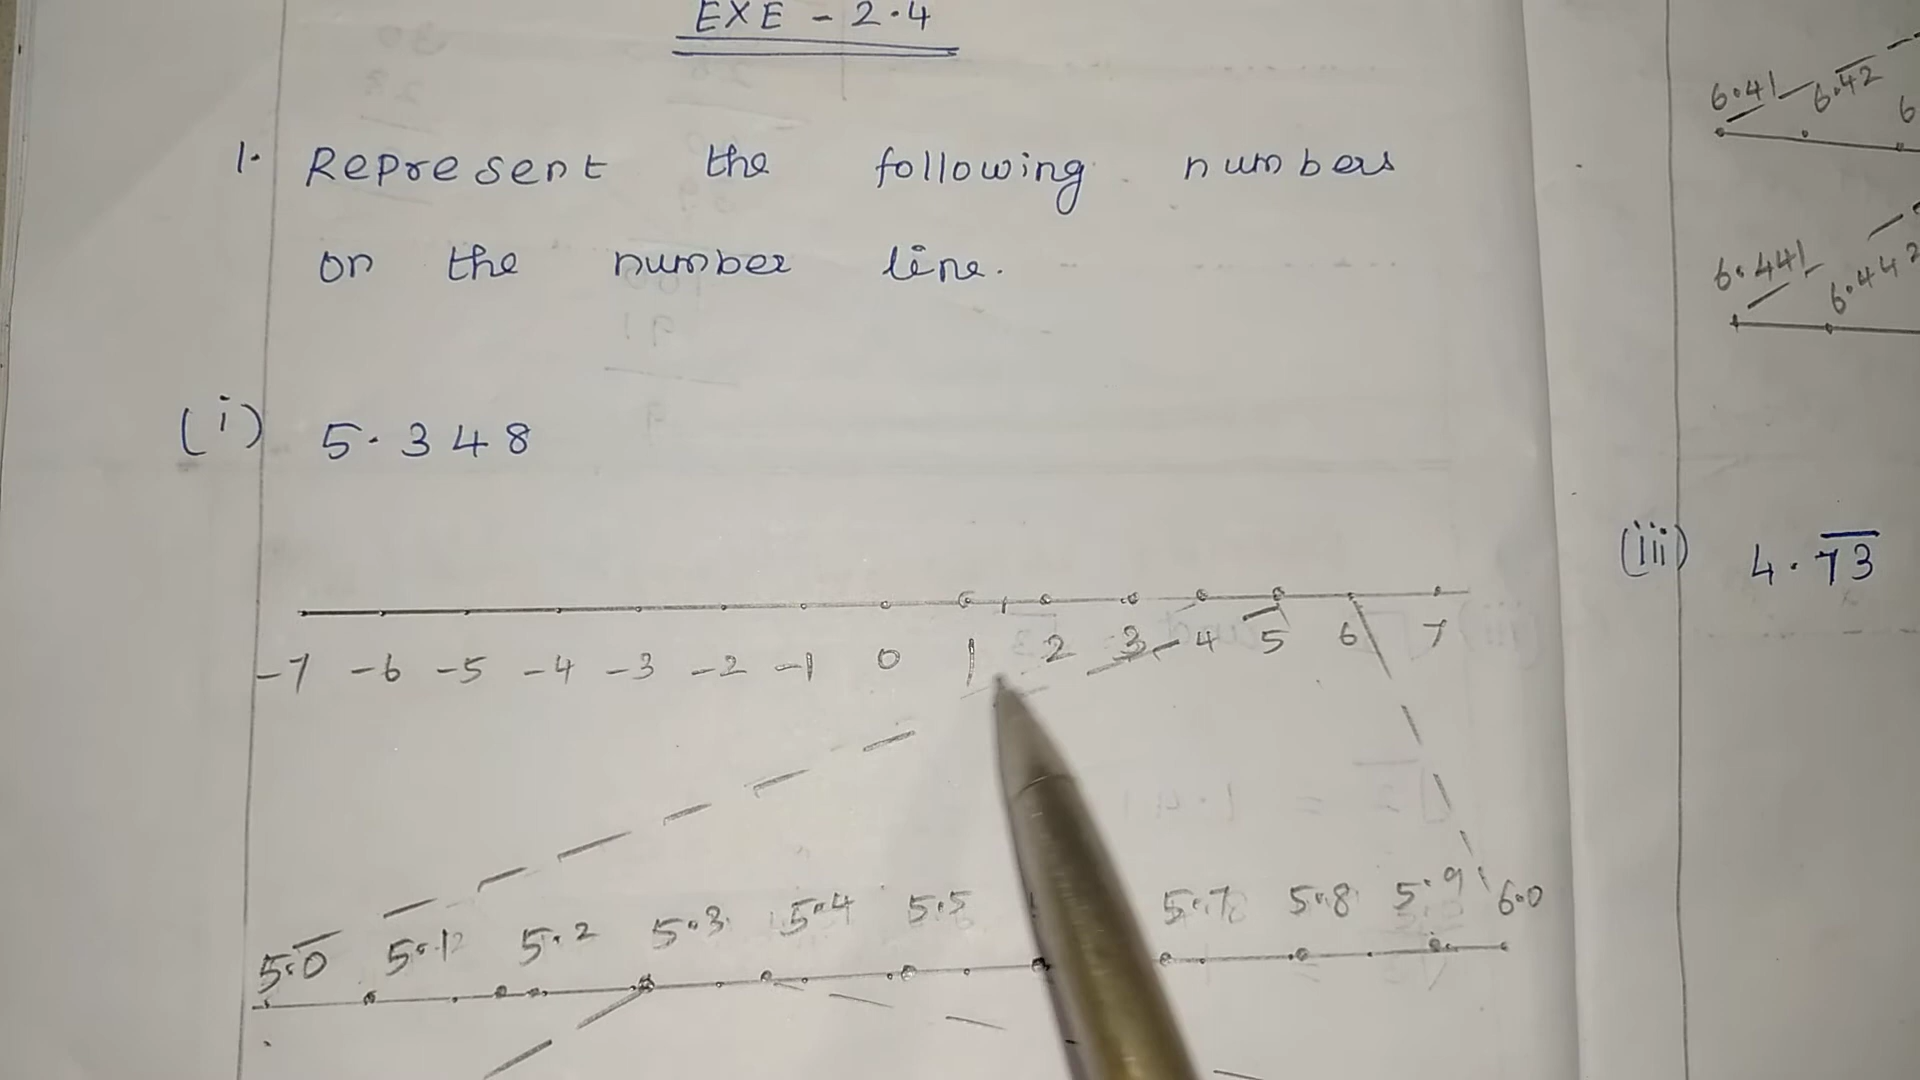 EXE - 2.4
1. Represent the following numbers
on the number line.
(i) 5.348
-7 -6 -5 -4 -3 -2 -1 0 1 2 3 4 5 6 7
5.0 5.1 5.2 5.3 5.4 5.5 5.7 5.8 5.9 6.0
6.41 6.42 6
6.441 6.442
(iii) 4.7̅3̅